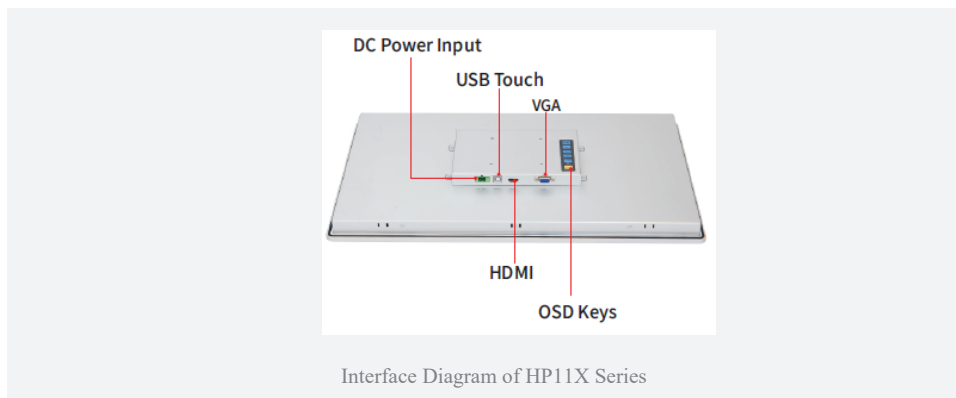 DC Power Input
USB Touch
VGA
HDMI
OSD Keys
Interface Diagram of HP11X Series